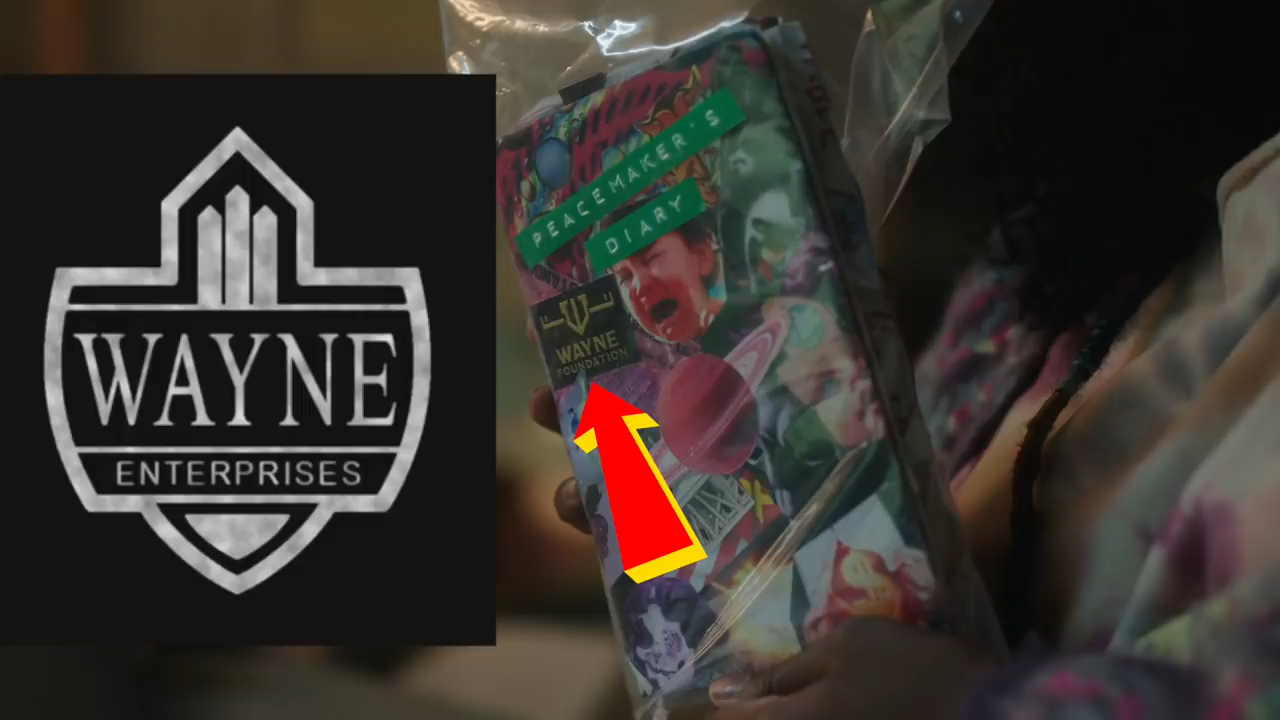 WAYNE
ENTERPRISES
PEACEMAKER'S
DIARY
WAYNE
FOUNDATION